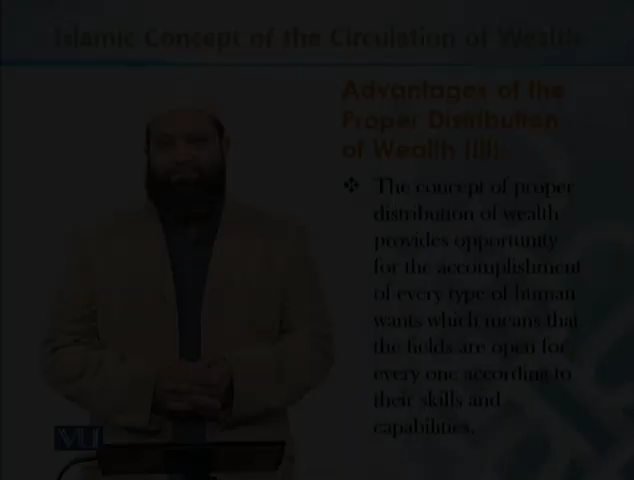 Islamic Concept of the Circulation of Wealth
Advantages of the
Proper Distribution
of Wealth (III)
The concept of proper
distribution of wealth
provides opportunity
for the accomplishment
of every type of human
wants which means that
the fields are open for
every one according to
their skills and
capabilities.
VU